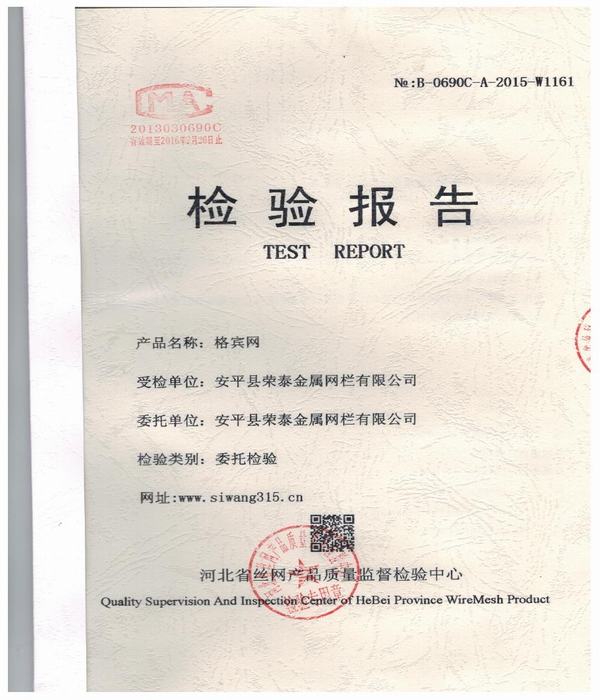 №:B-0690C-A-2015-W1161
CMA
2013030690C
有效期至2016年2月26日止
检验报告
TEST REPORT
产品名称: 格宾网
受检单位: 安平县荣泰金属网栏有限公司
委托单位: 安平县荣泰金属网栏有限公司
检验类别: 委托检验
网址:www.siwang315.cn
河北省丝网产品质量监督检验中心
Quality Supervision And Inspection Center of HeBei Province WireMesh Product
检验专用章